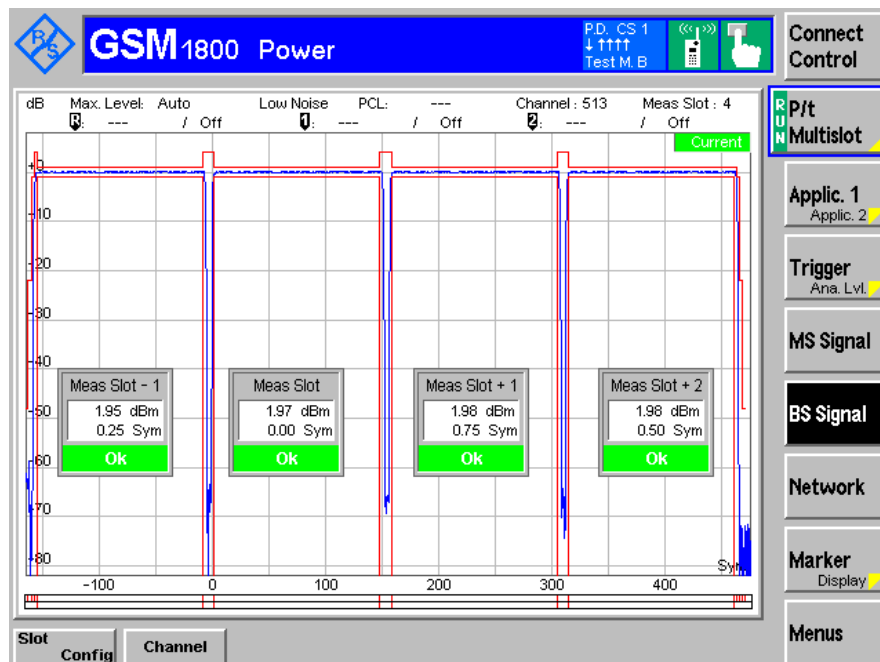 R/S
GSM 1800 Power
P.D. CS 1
↓ ↑↑↑↑
Test M. B
Connect
Control
dB Max. Level: Auto Low Noise PCL: --- Channel : 513 Meas Slot : 4
R: --- / Off 1: --- / Off 2: --- / Off
Current
RUN
P/t
Multislot
Applic. 1
Applic. 2
Trigger
Ana. Lvl.
MS Signal
BS Signal
Network
Marker
Display
Menus
+0
-10
-20
-30
-40
-50
-60
-70
-80
Meas Slot - 1
1.95 dBm
0.25 Sym
Ok
Meas Slot
1.97 dBm
0.00 Sym
Ok
Meas Slot + 1
1.98 dBm
0.75 Sym
Ok
Meas Slot + 2
1.98 dBm
0.50 Sym
Ok
Sym
-100 0 100 200 300 400
Slot
Config
Channel